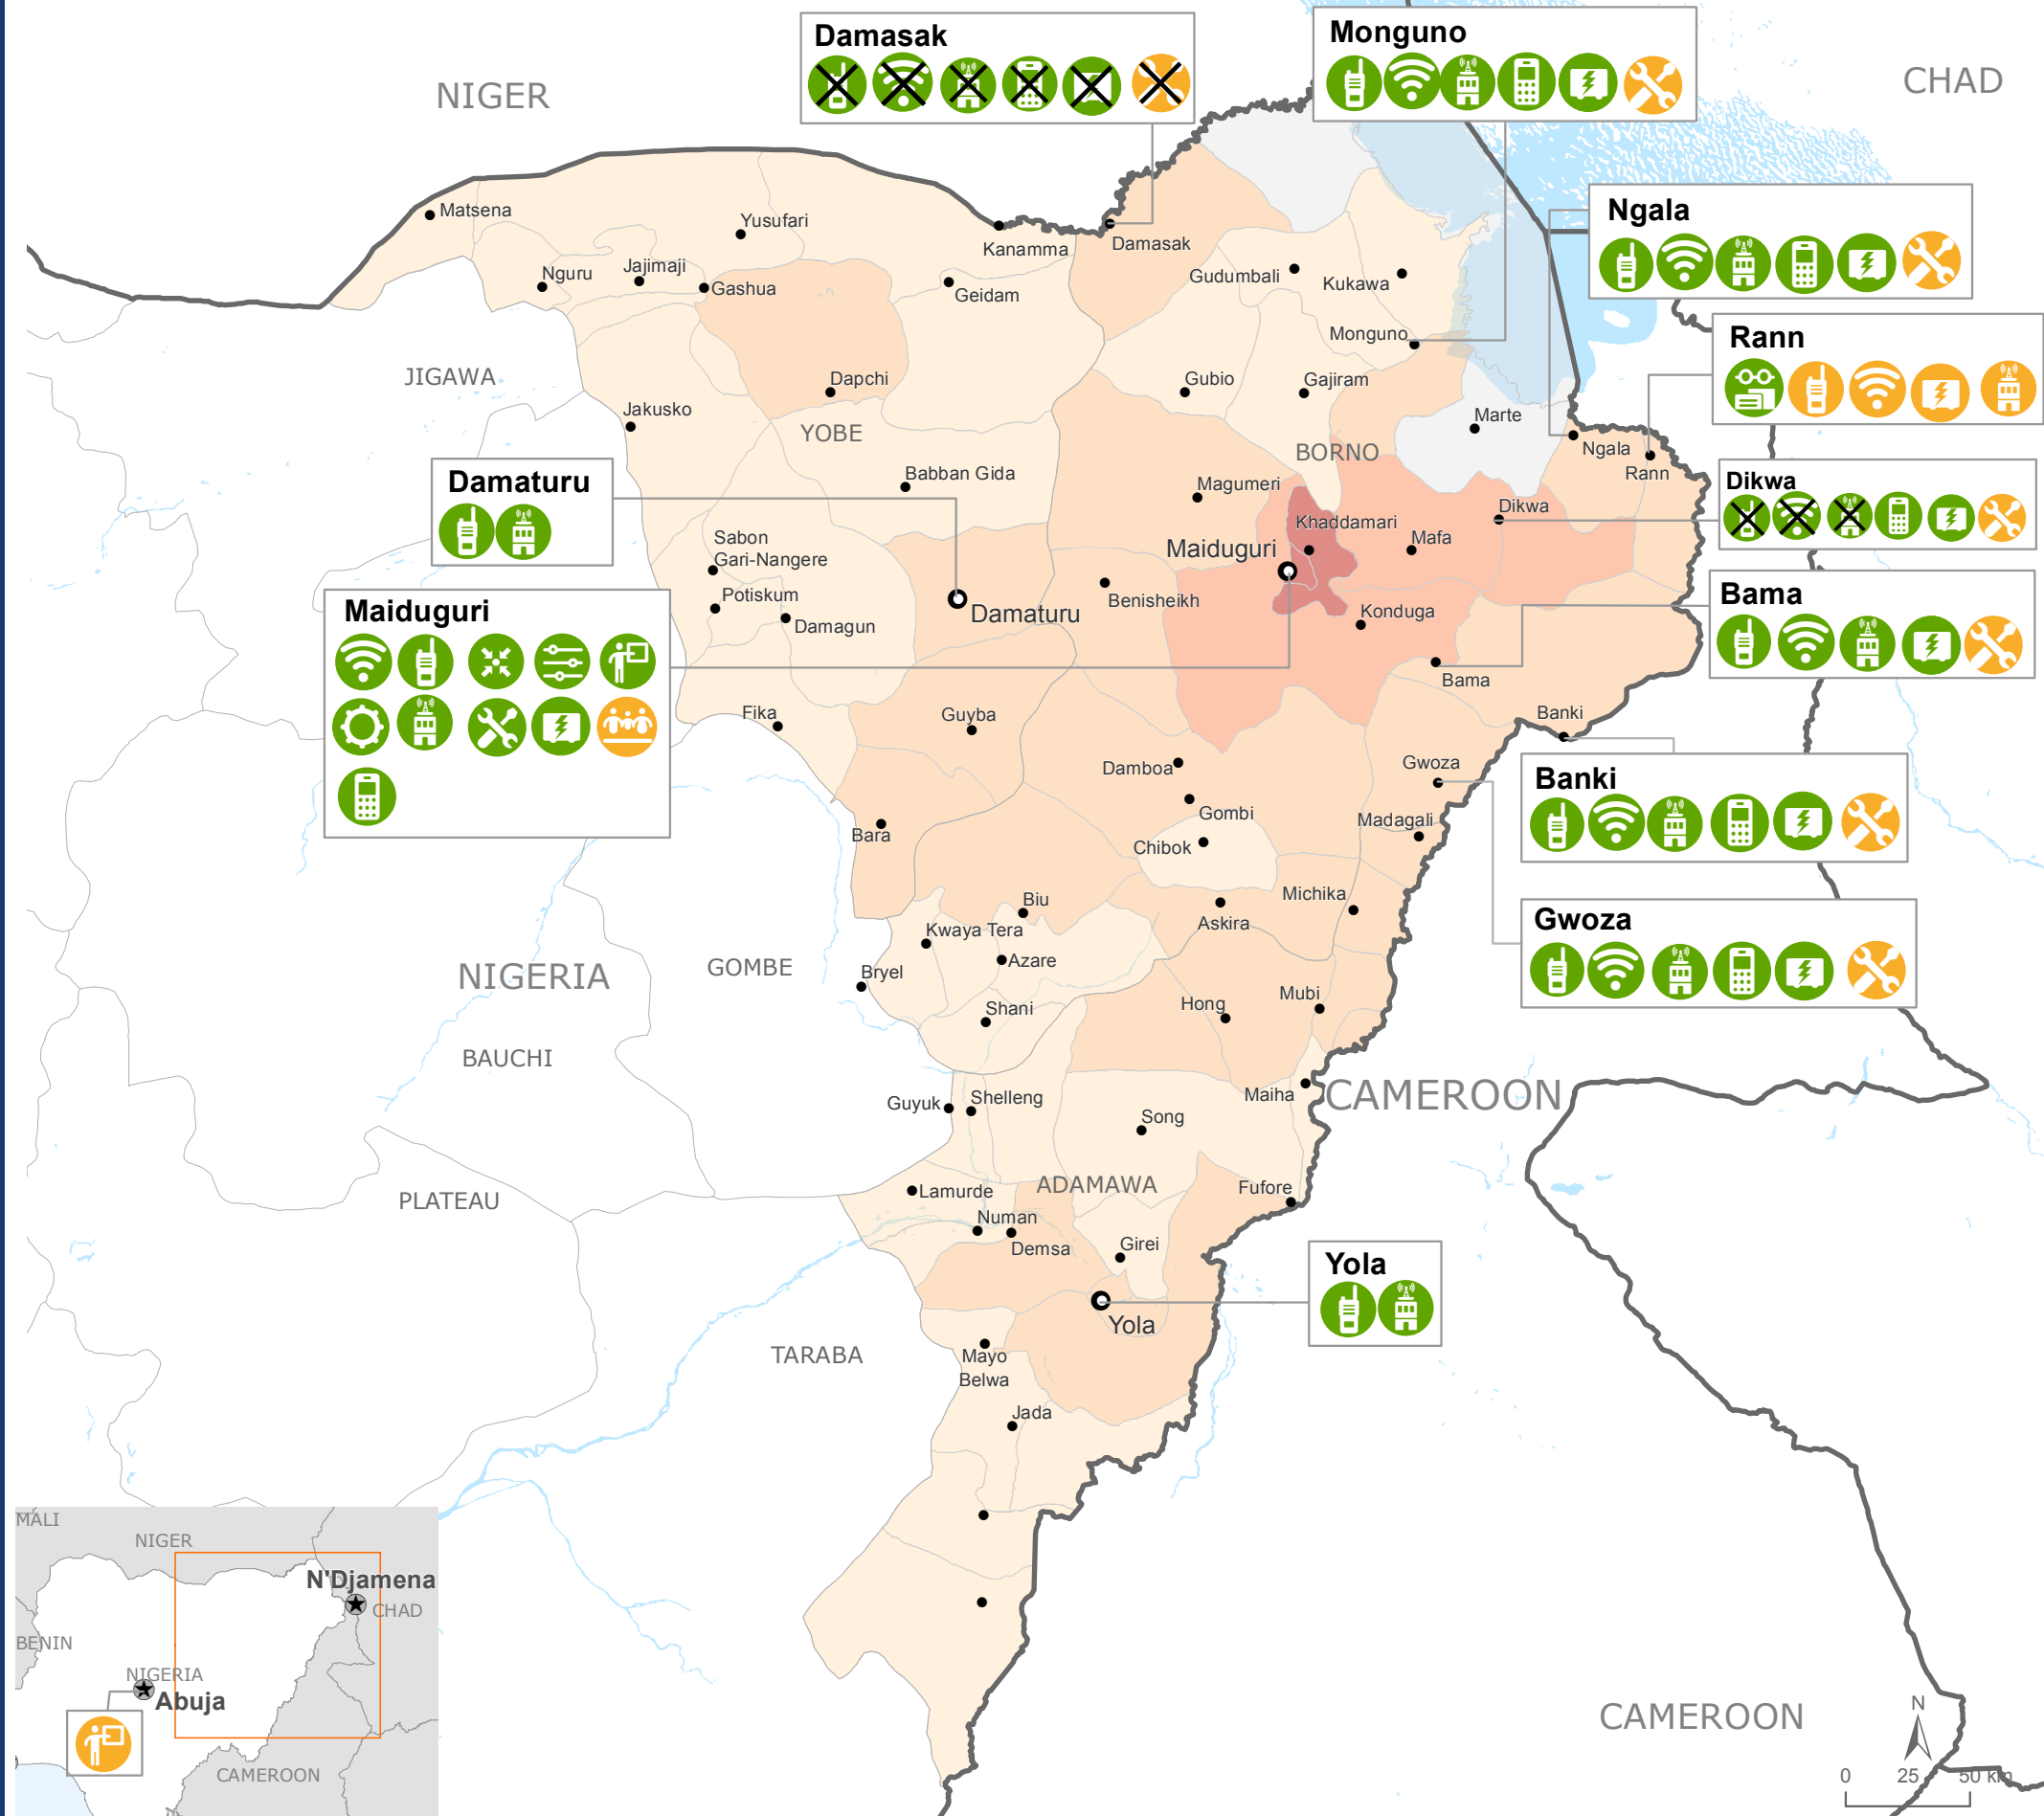 Damasak
Monguno
NIGER
CHAD
Ngala
Matsena
Yusufari
Kanamma
Damasak
Nguru
Jajimaji
Gashua
Geidam
Gudumbali
Kukawa
Monguno
Rann
JIGAWA
Dapchi
Gubio
Gajiram
Jakusko
YOBE
Marte
BORNO
Ngala
Rann
Damaturu
Babban Gida
Magumeri
Dikwa
Dikwa
Khaddamari
Mafa
Sabon
Gari-Nangere
Maiduguri
Potiskum
Damagun
Damaturu
Benisheikh
Konduga
Bama
Maiduguri
Bama
Fika
Guyba
Banki
Damboa
Gwoza
Banki
Gombi
Bara
Chibok
Madagali
Biu
Michika
Askira
Gwoza
Kwaya Tera
Azare
Bryel
NIGERIA
GOMBE
Shani
Hong
Mubi
BAUCHI
Guyuk
Shelleng
Maiha
CAMEROON
Song
PLATEAU
Lamurde
ADAMAWA
Fufore
Numan
Demsa
Girei
Yola
Yola
TARABA
Mayo
Belwa
Jada
MALI
NIGER
N'Djamena
CHAD
BENIN
NIGERIA
Abuja
CAMEROON
CAMEROON
N
0 25 50 km